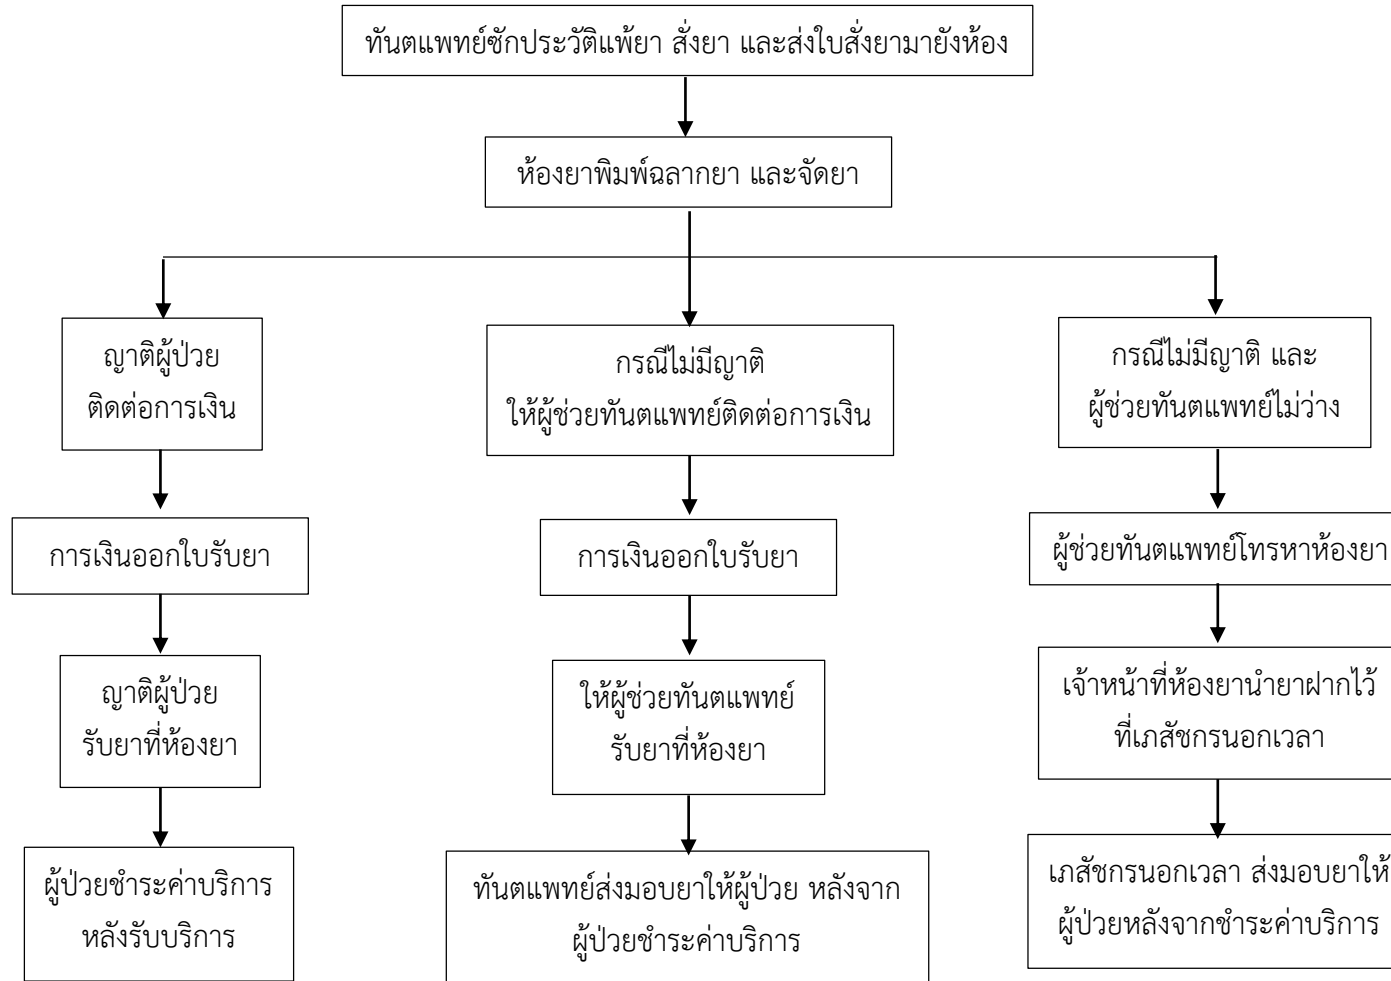 ทันตแพทย์ซักประวัติแพ้ยา สั่งยา และส่งใบสั่งยามายังห้อง
ห้องยาพิมพ์ฉลากยา และจัดยา
ญาติผู้ป่วย
ติดต่อการเงิน
การเงินออกใบรับยา
ญาติผู้ป่วย
รับยาที่ห้องยา
ผู้ป่วยชำระค่าบริการ
หลังรับบริการ
กรณีไม่มีญาติ
ให้ผู้ช่วยทันตแพทย์ติดต่อการเงิน
การเงินออกใบรับยา
ให้ผู้ช่วยทันตแพทย์
รับยาที่ห้องยา
ทันตแพทย์ส่งมอบยาให้ผู้ป่วย หลังจาก
ผู้ป่วยชำระค่าบริการ
กรณีไม่มีญาติ และ
ผู้ช่วยทันตแพทย์ไม่ว่าง
ผู้ช่วยทันตแพทย์โทรหาห้องยา
เจ้าหน้าที่ห้องยานำยาฝากไว้
ที่เภสัชกรนอกเวลา
เภสัชกรนอกเวลา ส่งมอบยาให้
ผู้ป่วยหลังจากชำระค่าบริการ